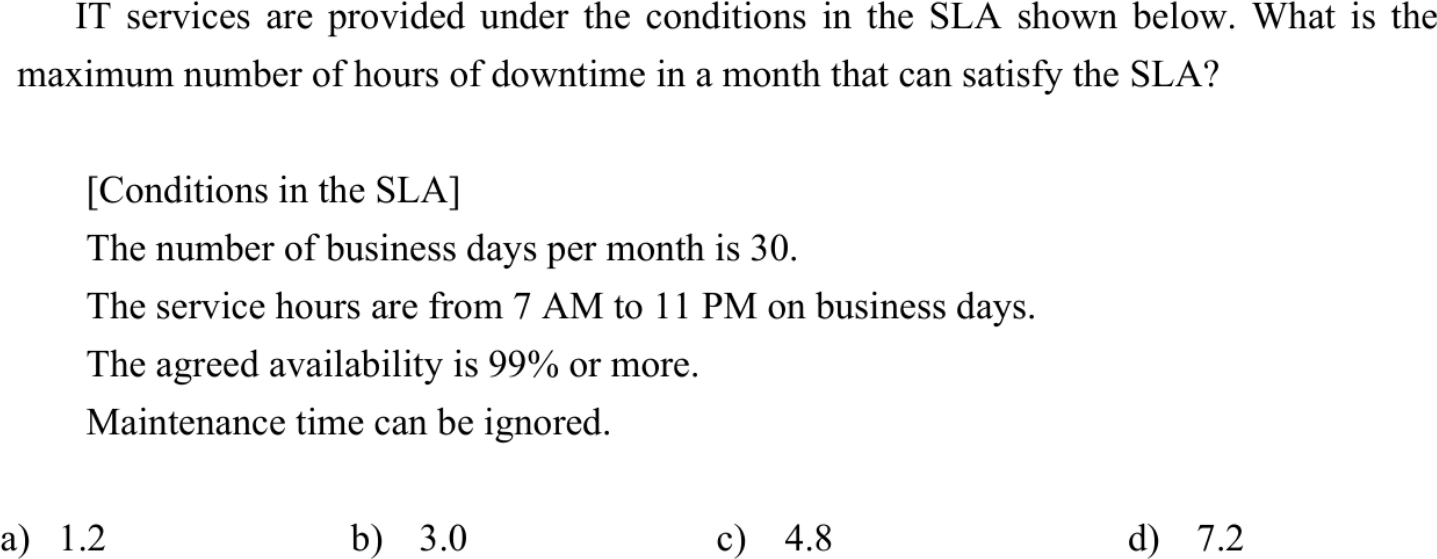 IT services are provided under the conditions in the SLA shown below. What is the
maximum number of hours of downtime in a month that can satisfy the SLA?
[Conditions in the SLA]
The number of business days per month is 30.
The service hours are from 7 AM to 11 PM on business days.
The agreed availability is 99% or more.
Maintenance time can be ignored.
a) 1.2 b) 3.0 c) 4.8 d) 7.2